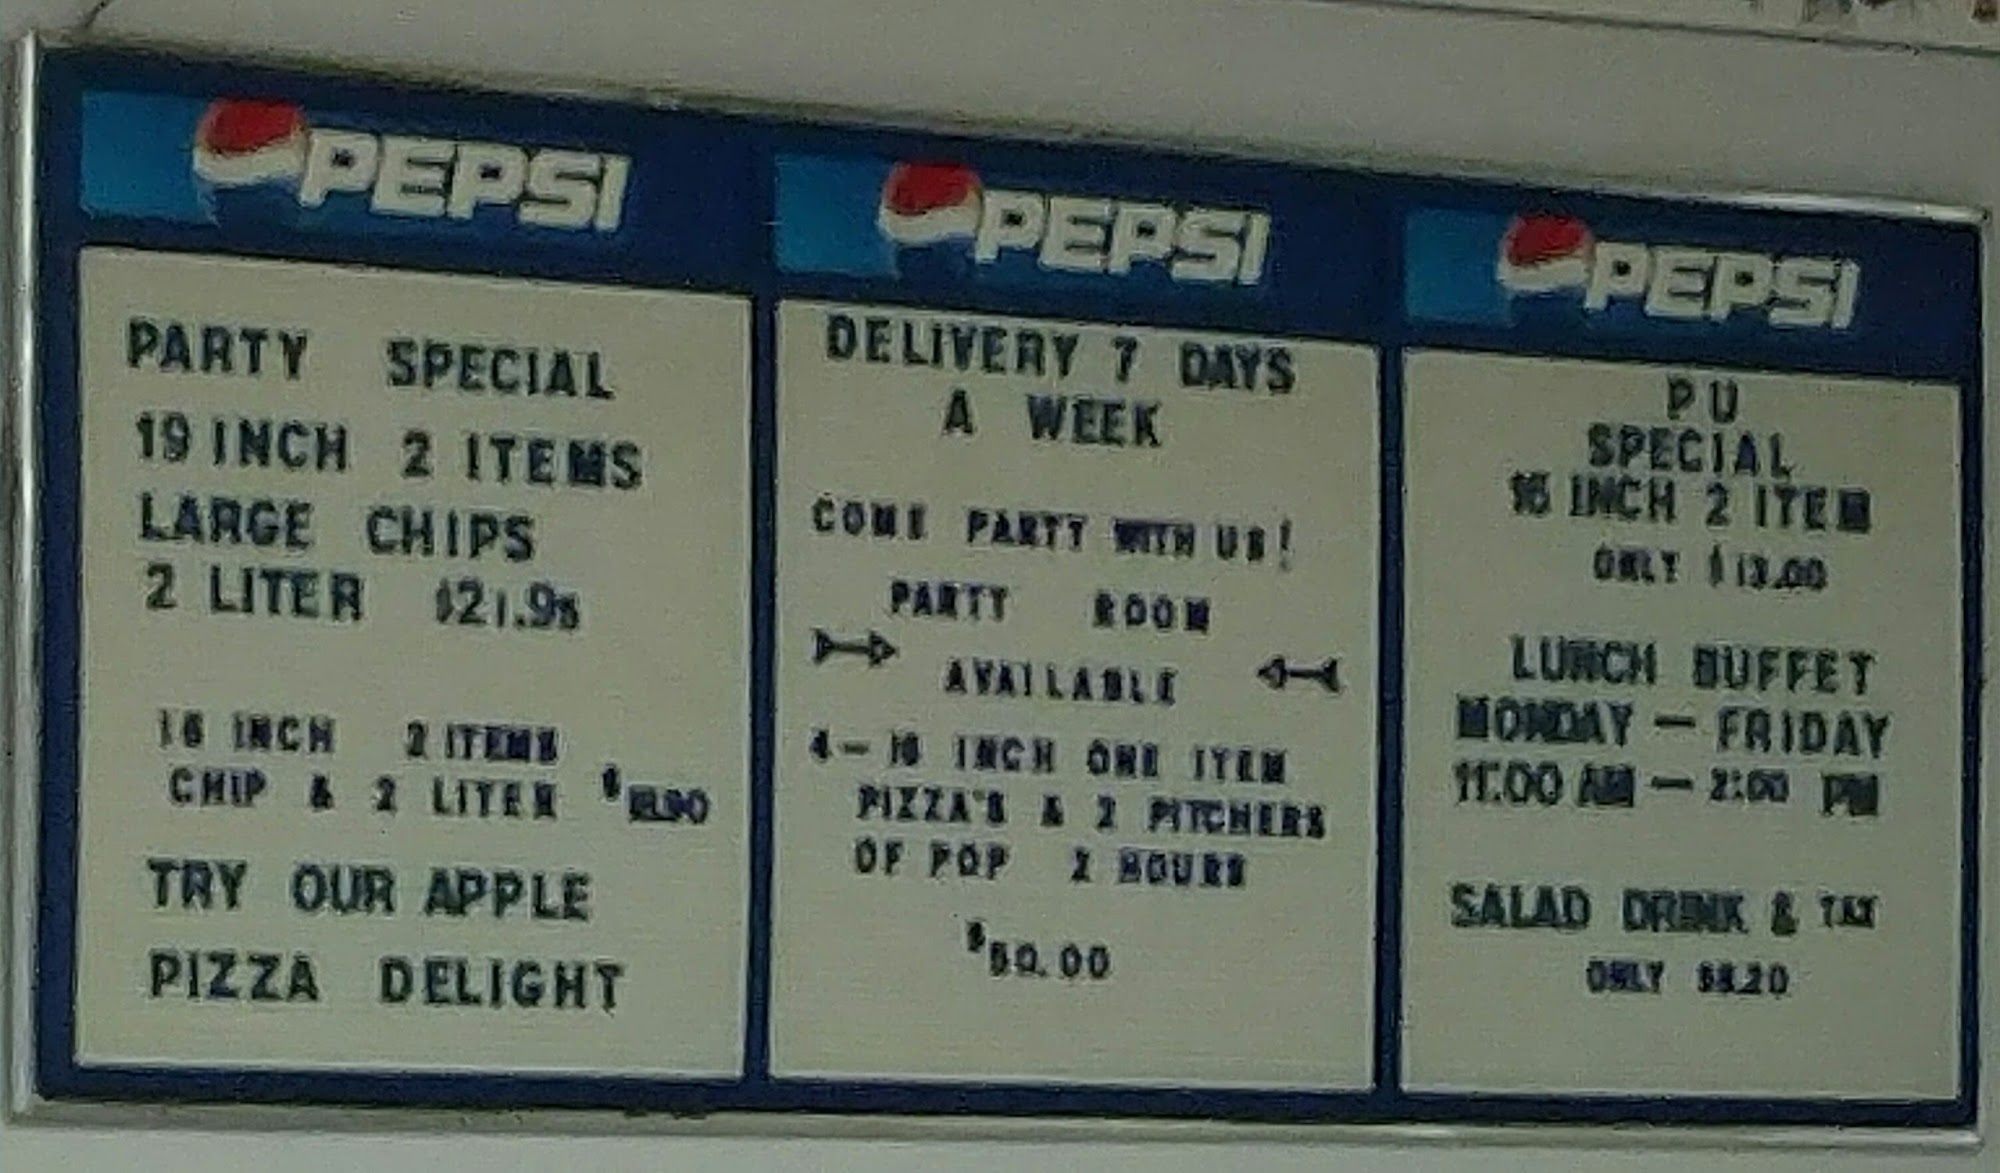 PEPSI
PARTY SPECIAL
19 INCH 2 ITEMS
LARGE CHIPS
2 LITER $21.95
16 INCH 2 ITEMS
CHIP & 2 LITER
TRY OUR APPLE
PIZZA DELIGHT
PEPSI
DELIVERY 7 DAYS
A WEEK
COME PARTY WITH US!
PARTY ROOM
AVAILABLE
4 - 16 INCH ONE ITEM
PIZZA'S & 2 PITCHERS
OF POP 2 HOURS
PEPSI
PU
SPECIAL
16 INCH 2 ITEM
ONLY $13.00
LUNCH BUFFET
MONDAY - FRIDAY
11:00 AM - 2:00 PM
SALAD DRINK & TAX
ONLY